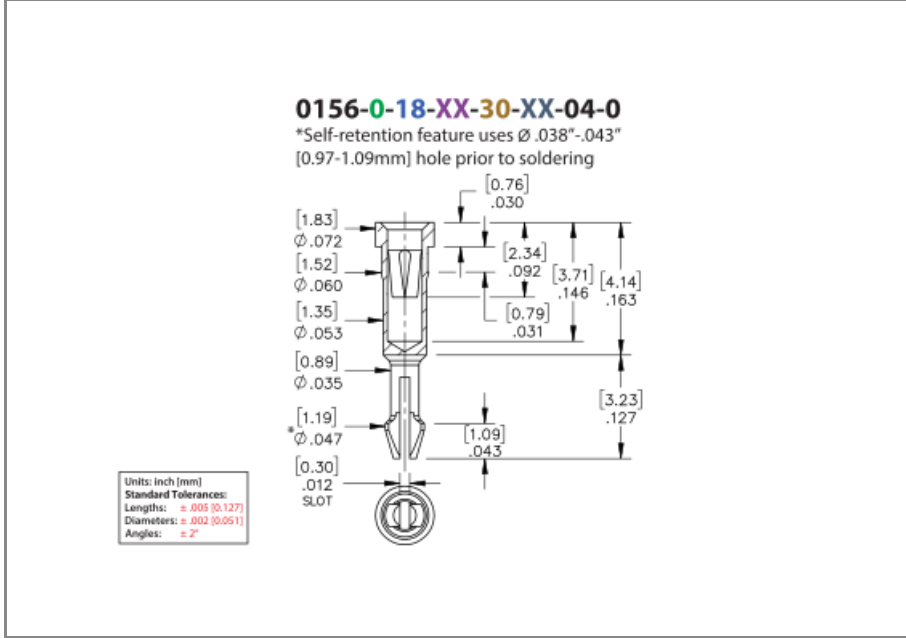 0156-0-18-XX-30-XX-04-0
*Self-retention feature uses Ø .038"-.043"
[0.97-1.09mm] hole prior to soldering
[0.76]
.030
[1.83]
Ø.072
[2.34]
.092
[3.71]
.146
[4.14]
.163
[1.52]
Ø.060
[0.79]
.031
[1.35]
Ø.053
[0.89]
Ø.035
[3.23]
.127
[1.19]
*Ø.047
[1.09]
.043
[0.30]
.012
SLOT
Units: inch [mm]
Standard Tolerances:
Lengths: ± .005 [0.127]
Diameters: ± .002 [0.051]
Angles: ± 2°